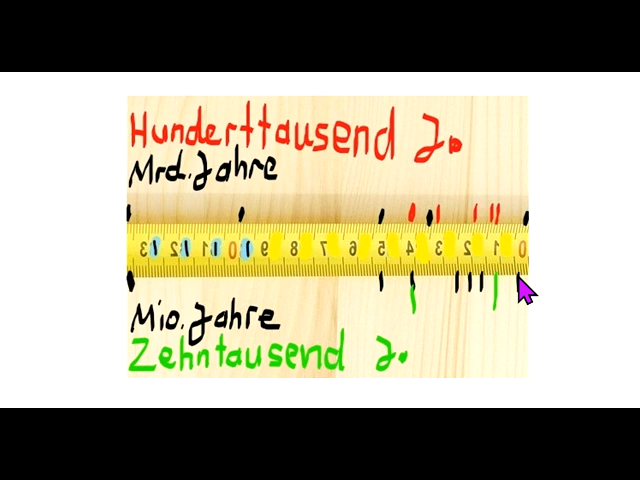 Hunderttausend J.
Mrd. Jahre
13 12 11 10 9 8 7 6 5 4 3 2 1 0
Mio. Jahre
Zehntausend J.